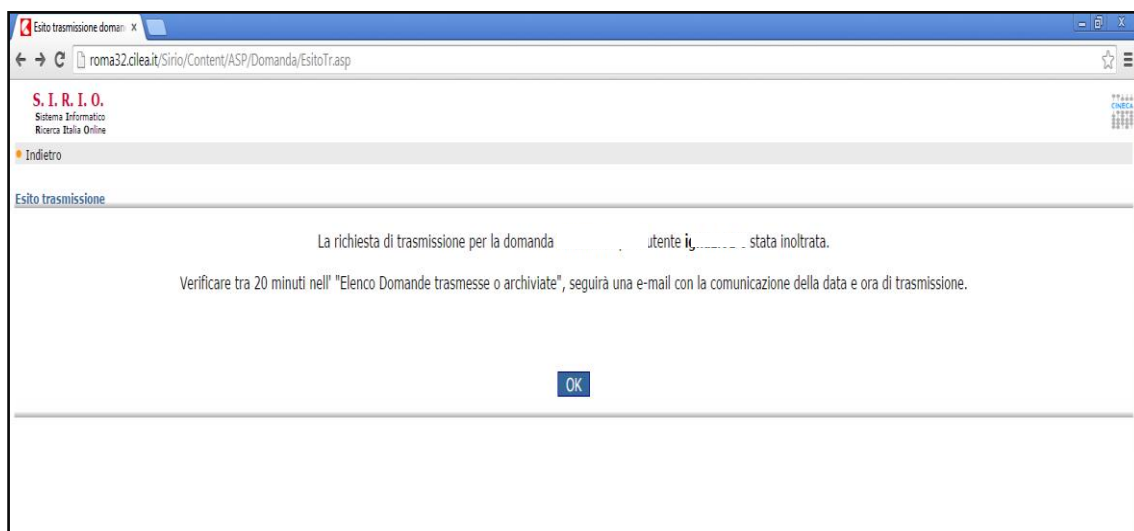 Esito trasmissione doman
roma32.cilea.it/Sirio/Content/ASP/Domanda/EsitoTr.asp
S. I. R. I. O.
Sistema Informatico
Ricerca Italia Online
CINECA
Indietro
Esito trasmissione
La richiesta di trasmissione per la domanda utente stata inoltrata.
Verificare tra 20 minuti nell' "Elenco Domande trasmesse o archiviate", seguirà una e-mail con la comunicazione della data e ora di trasmissione.
OK